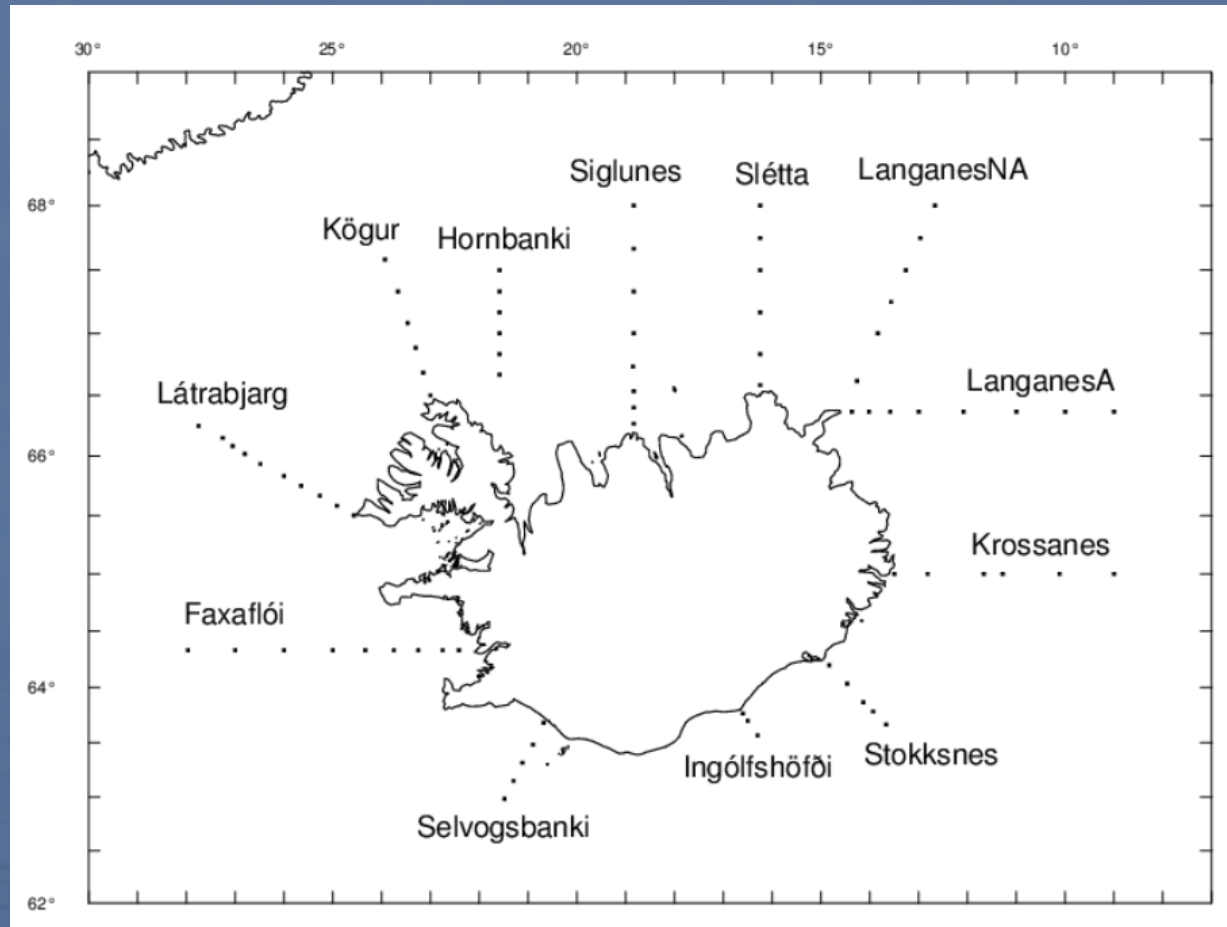 30°
25°
20°
15°
10°
Siglunes
Slétta
LanganesNA
68°
Kögur
Hornbanki
Látrabjarg
LanganesA
66°
Krossanes
Faxaflói
64°
Ingólfshöfði
Stokksnes
Selvogsbanki
62°